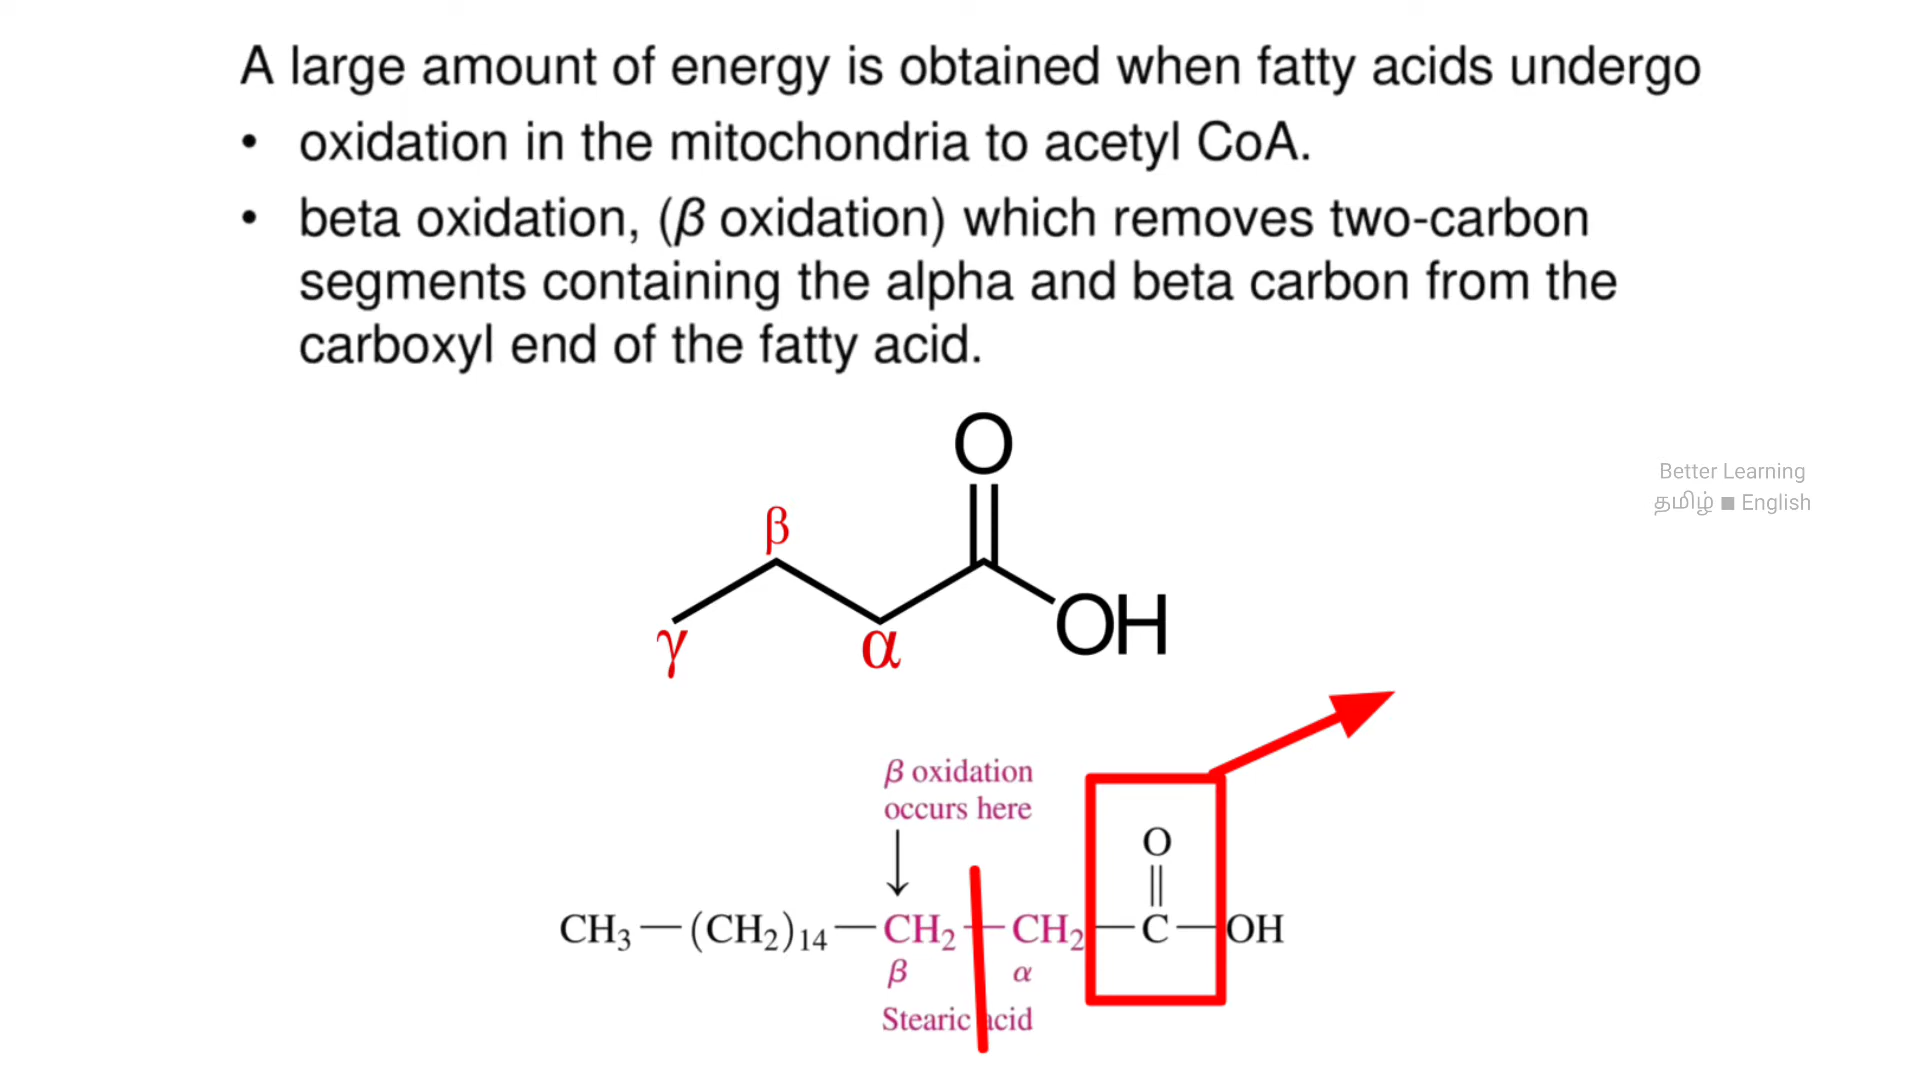 A large amount of energy is obtained when fatty acids undergo
• oxidation in the mitochondria to acetyl CoA.
• beta oxidation, (β oxidation) which removes two-carbon
segments containing the alpha and beta carbon from the
carboxyl end of the fatty acid.
O
β
OH
γ
α
Better Learning
தமிழ் ■ English
β oxidation
occurs here
O
CH₃—(CH₂)₁₄—CH₂—CH₂—C—OH
β α
Stearic acid